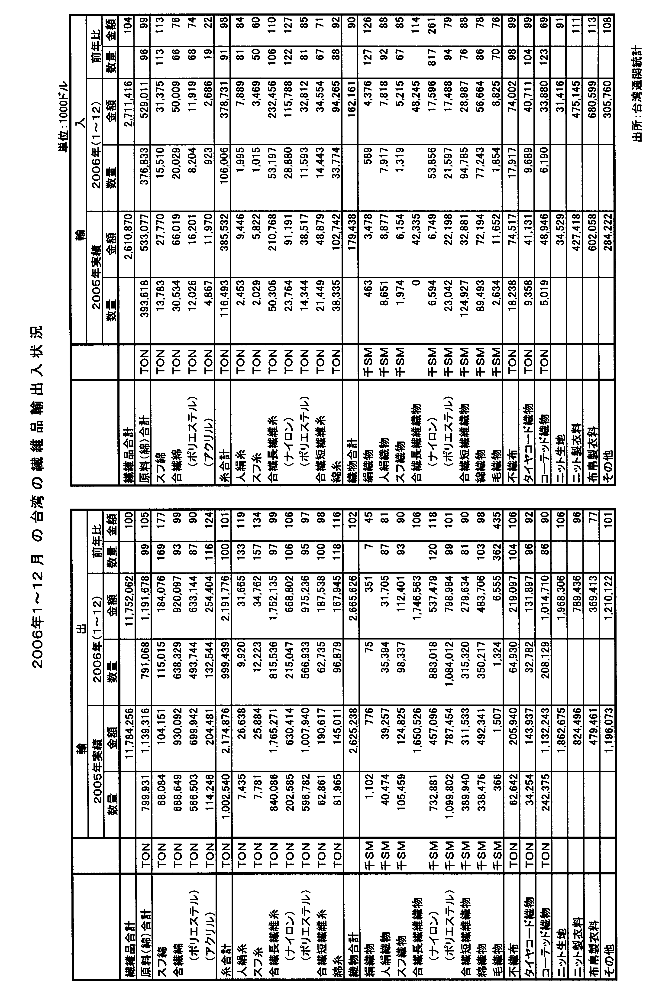 2006年1～12月 の台湾の繊維品輸出入状況
単位：1000ドル
輸 出
2005年実績 2006年(1～12) 前年比
数量 金額 数量 金額 数量 金額
繊維品合計 11,784,256 11,752,062 100
原料(綿)合計 TON 799,931 1,139,316 791,068 1,191,678 99 105
スフ綿 TON 68,084 104,151 115,015 184,076 169 177
合繊綿 TON 688,649 930,092 638,329 920,097 93 99
(ポリエステル) TON 566,503 699,942 493,744 633,144 87 90
(アクリル) TON 114,246 204,481 132,544 254,404 116 124
糸合計 TON 1,002,540 2,174,876 999,439 2,191,776 100 101
人絹糸 TON 7,435 26,638 9,920 31,665 133 119
スフ糸 TON 7,781 25,884 12,223 34,762 157 134
合繊長繊維糸 TON 840,086 1,765,271 815,536 1,752,135 97 99
(ナイロン) TON 202,585 630,414 215,047 668,802 106 106
(ポリエステル) TON 596,782 1,007,940 566,933 975,236 95 97
合繊短繊維糸 TON 62,861 190,617 62,735 187,538 100 98
綿糸 TON 81,965 145,011 96,879 167,945 118 116
織物合計 2,625,238 2,665,626 102
絹織物 千SM 1,102 776 75 351 7 45
人絹織物 千SM 40,474 39,257 35,394 31,705 87 81
スフ織物 千SM 105,459 124,825 98,337 112,401 93 90
合繊長繊維織物 1,650,526 1,746,563 106
(ナイロン) 千SM 732,881 457,096 883,018 537,479 120 118
(ポリエステル) 千SM 1,099,802 787,454 1,084,012 798,984 99 101
合繊短繊維織物 千SM 389,940 311,533 315,320 279,634 81 90
綿織物 千SM 338,476 492,341 350,217 483,706 103 98
毛織物 千SM 366 1,507 1,324 6,555 362 435
不織布 TON 62,642 205,940 64,930 219,097 104 106
タイヤコード織物 TON 34,254 143,937 32,782 131,897 96 92
コーテッド織物 TON 242,375 1,132,243 208,129 1,014,710 86 90
ニット生地 1,862,675 1,968,306 106
ニット製衣料 824,496 789,436 96
布帛製衣料 479,461 369,413 77
その他 1,196,073 1,210,122 101
輸 入
2005年実績 2006年(1～12) 前年比
数量 金額 数量 金額 数量 金額
繊維品合計 2,610,870 2,711,416 104
原料(綿)合計 TON 393,618 533,077 376,833 529,011 96 99
スフ綿 TON 13,783 27,770 15,510 31,375 113 113
合繊綿 TON 30,534 66,019 20,029 50,009 66 76
(ポリエステル) TON 12,026 16,201 8,204 11,919 68 74
(アクリル) TON 4,867 11,970 923 2,686 19 22
糸合計 TON 116,493 385,532 106,006 378,731 91 98
人絹糸 TON 2,453 9,446 1,995 7,889 81 84
スフ糸 TON 2,029 5,822 1,015 3,469 50 60
合繊長繊維糸 TON 50,306 210,768 53,197 232,456 106 110
(ナイロン) TON 23,764 91,191 28,880 115,788 122 127
(ポリエステル) TON 14,344 38,517 11,593 32,812 81 85
合繊短繊維糸 TON 21,449 48,879 14,443 34,554 67 71
綿糸 TON 38,335 102,742 33,774 94,265 88 92
織物合計 179,438 162,161 90
絹織物 千SM 463 3,478 589 4,376 127 126
人絹織物 千SM 8,651 8,877 7,917 7,818 92 88
スフ織物 千SM 1,974 6,154 1,319 5,215 67 85
合繊長繊維織物 0 42,335 48,245 114
(ナイロン) 千SM 6,594 6,749 53,856 17,596 817 261
(ポリエステル) 千SM 23,042 22,198 21,597 17,488 94 79
合繊短繊維織物 千SM 124,927 32,881 94,785 28,987 76 88
綿織物 千SM 89,493 72,194 77,243 56,664 86 78
毛織物 千SM 2,634 11,652 1,854 8,825 70 76
不織布 TON 18,238 74,517 17,917 74,002 98 99
タイヤコード織物 TON 9,358 41,131 9,689 40,711 104 99
コーテッド織物 TON 5,019 48,946 6,190 33,880 123 69
ニット生地 34,529 31,416 91
ニット製衣料 427,418 475,145 111
布帛製衣料 602,058 680,599 113
その他 284,222 305,760 108
出所：台湾通関統計